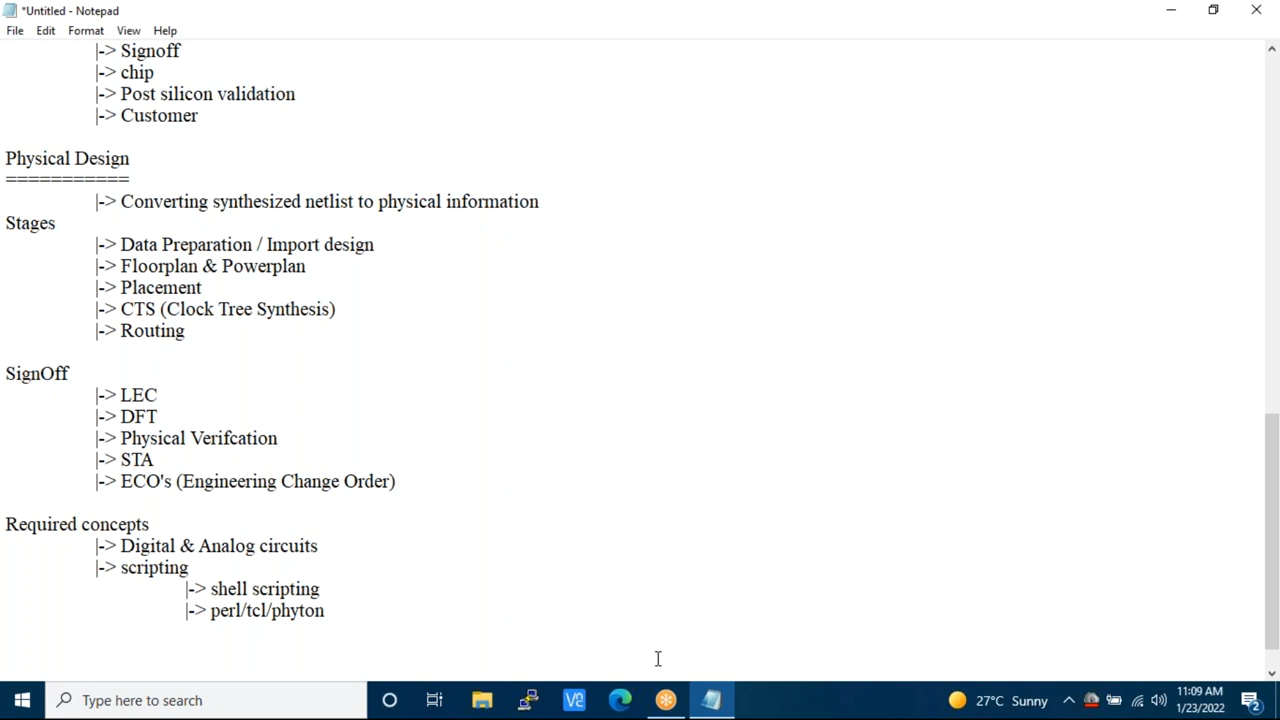 *Untitled - Notepad
File Edit Format View Help
|-> Signoff
|-> chip
|-> Post silicon validation
|-> Customer
Physical Design
===========
|-> Converting synthesized netlist to physical information
Stages
|-> Data Preparation / Import design
|-> Floorplan & Powerplan
|-> Placement
|-> CTS (Clock Tree Synthesis)
|-> Routing
SignOff
|-> LEC
|-> DFT
|-> Physical Verifcation
|-> STA
|-> ECO's (Engineering Change Order)
Required concepts
|-> Digital & Analog circuits
|-> scripting
|-> shell scripting
|-> perl/tcl/phyton
Type here to search
27°C Sunny
11:09 AM
1/23/2022
2